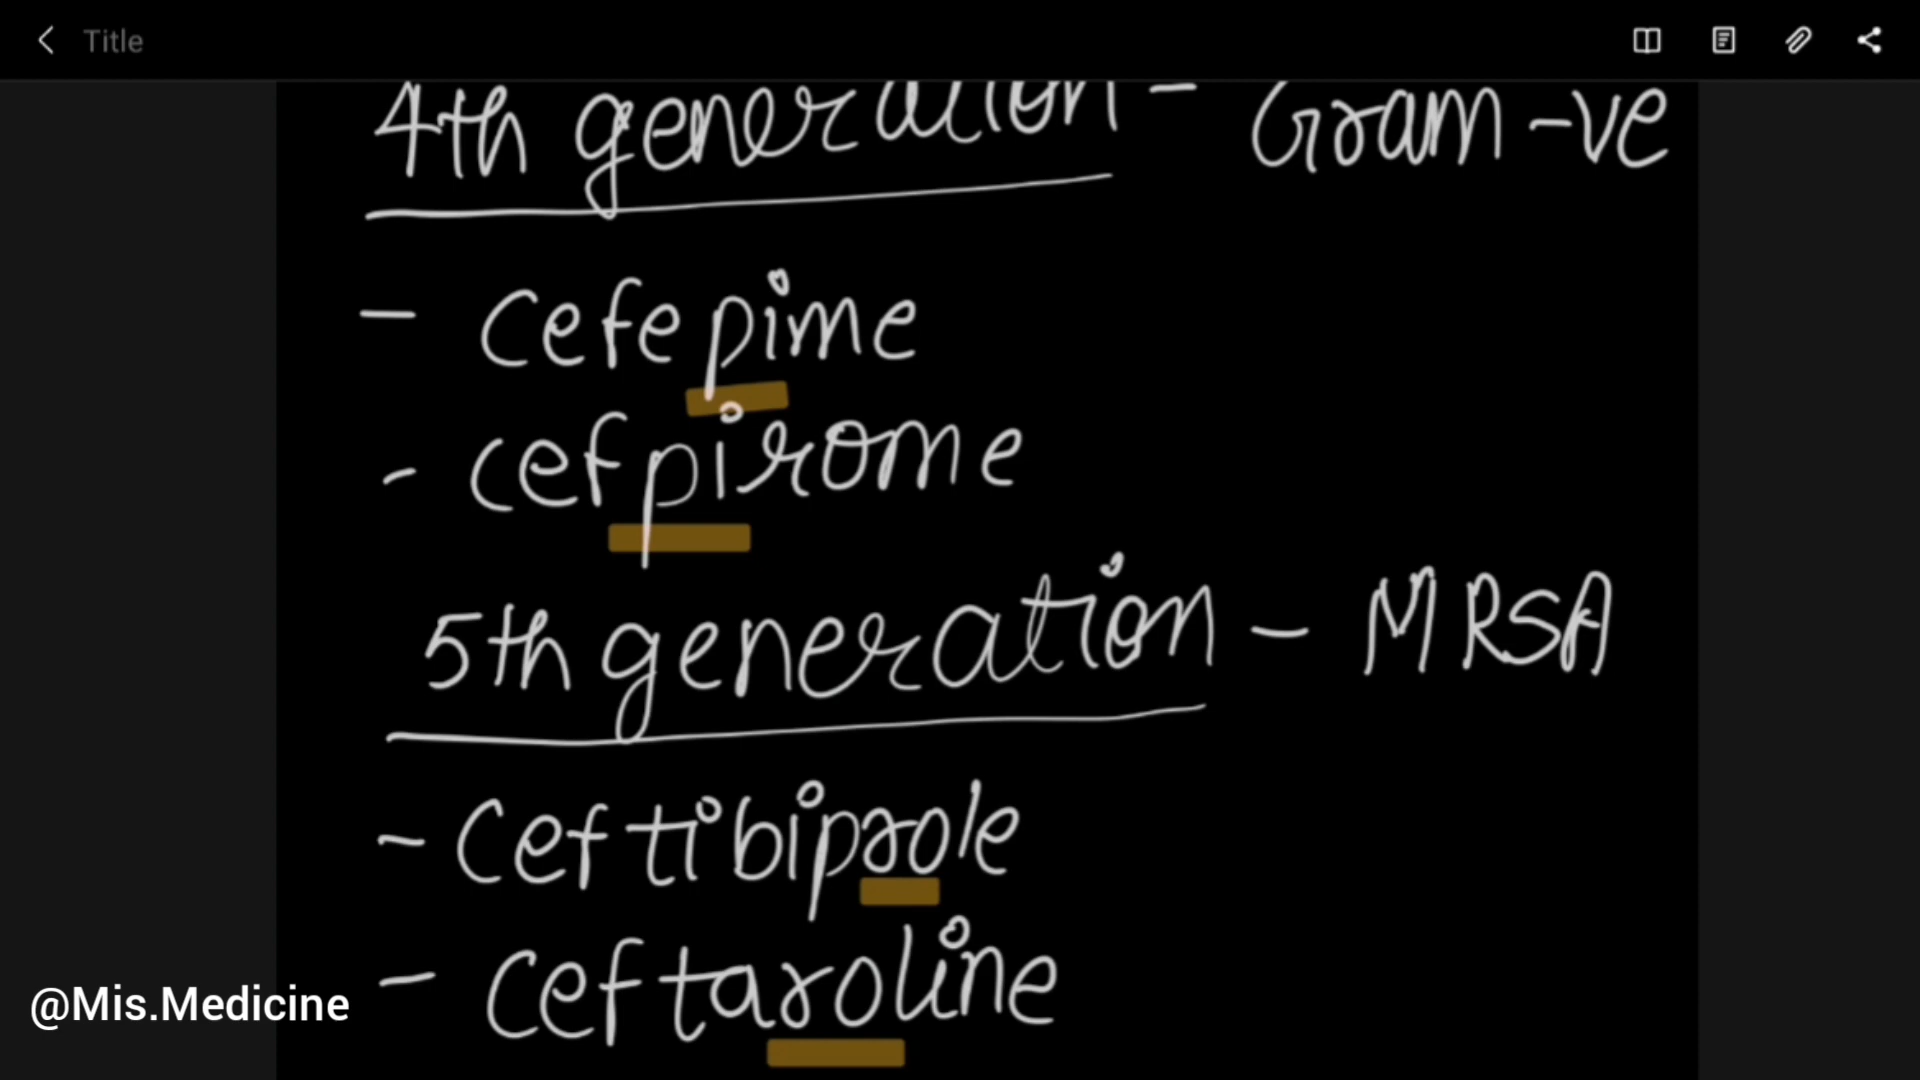 Title
4th generation - Gram -ve
- Cefepime
- cefpirome
5th generation - MRSA
- Ceftibiprole
- Ceftaroline
@Mis.Medicine